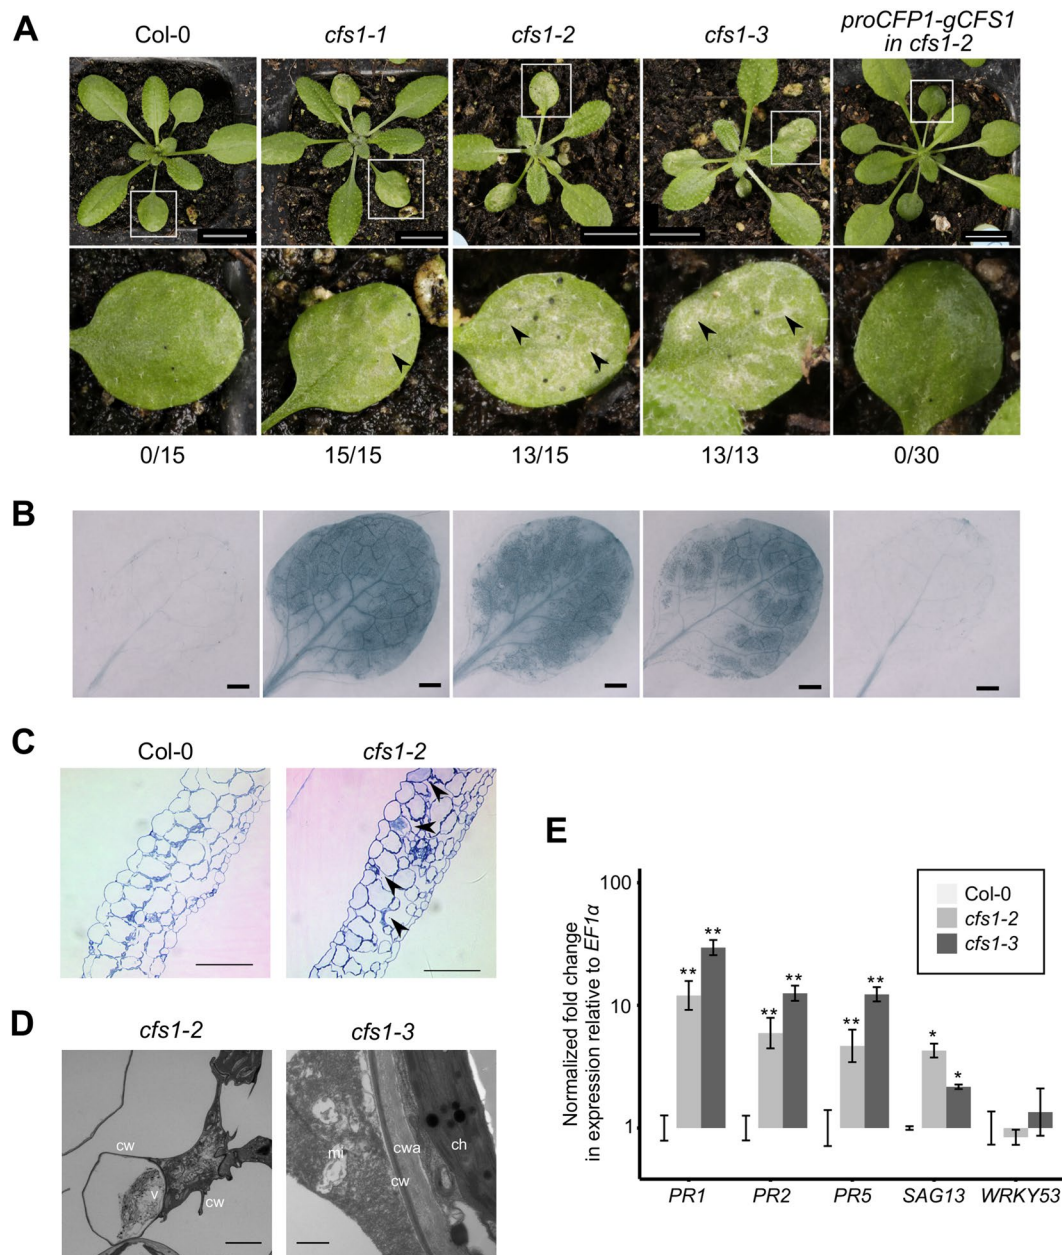 A
Col-0
cfs1-1
cfs1-2
cfs1-3
proCFP1-gCFS1
in cfs1-2
0/15
15/15
13/15
13/13
0/30
B
C
Col-0
cfs1-2
D
cfs1-2
cfs1-3
cw
v
cw
mi
cwa
cw
ch
E
Normalized fold change
in expression relative to EF1α
100
10
1
Col-0
cfs1-2
cfs1-3
**
**
**
**
**
**
*
*
PR1
PR2
PR5
SAG13
WRKY53